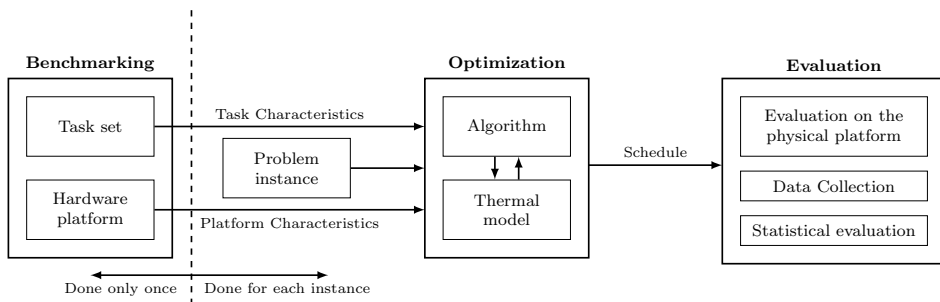 Benchmarking
Task set
Hardware
platform
Done only once
Done for each instance
Task Characteristics
Problem
instance
Platform Characteristics
Optimization
Algorithm
Thermal
model
Schedule
Evaluation
Evaluation on the
physical platform
Data Collection
Statistical evaluation